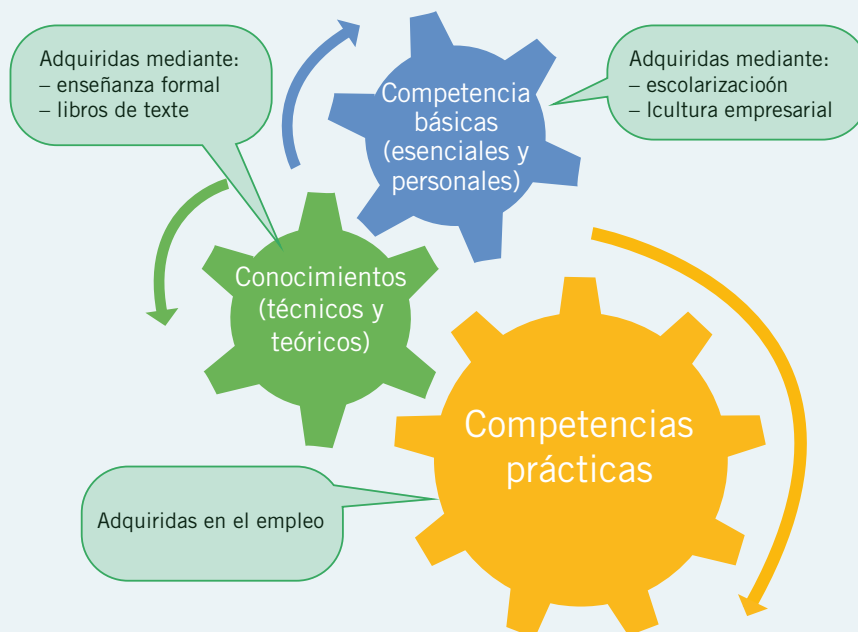 Adquiridas mediante:
– enseñanza formal
– libros de texte
Competencia
básicas
(esenciales y
personales)
Adquiridas mediante:
– escolarizacioón
– lcultura empresarial
Conocimientos
(técnicos y
teóricos)
Competencias
prácticas
Adquiridas en el empleo